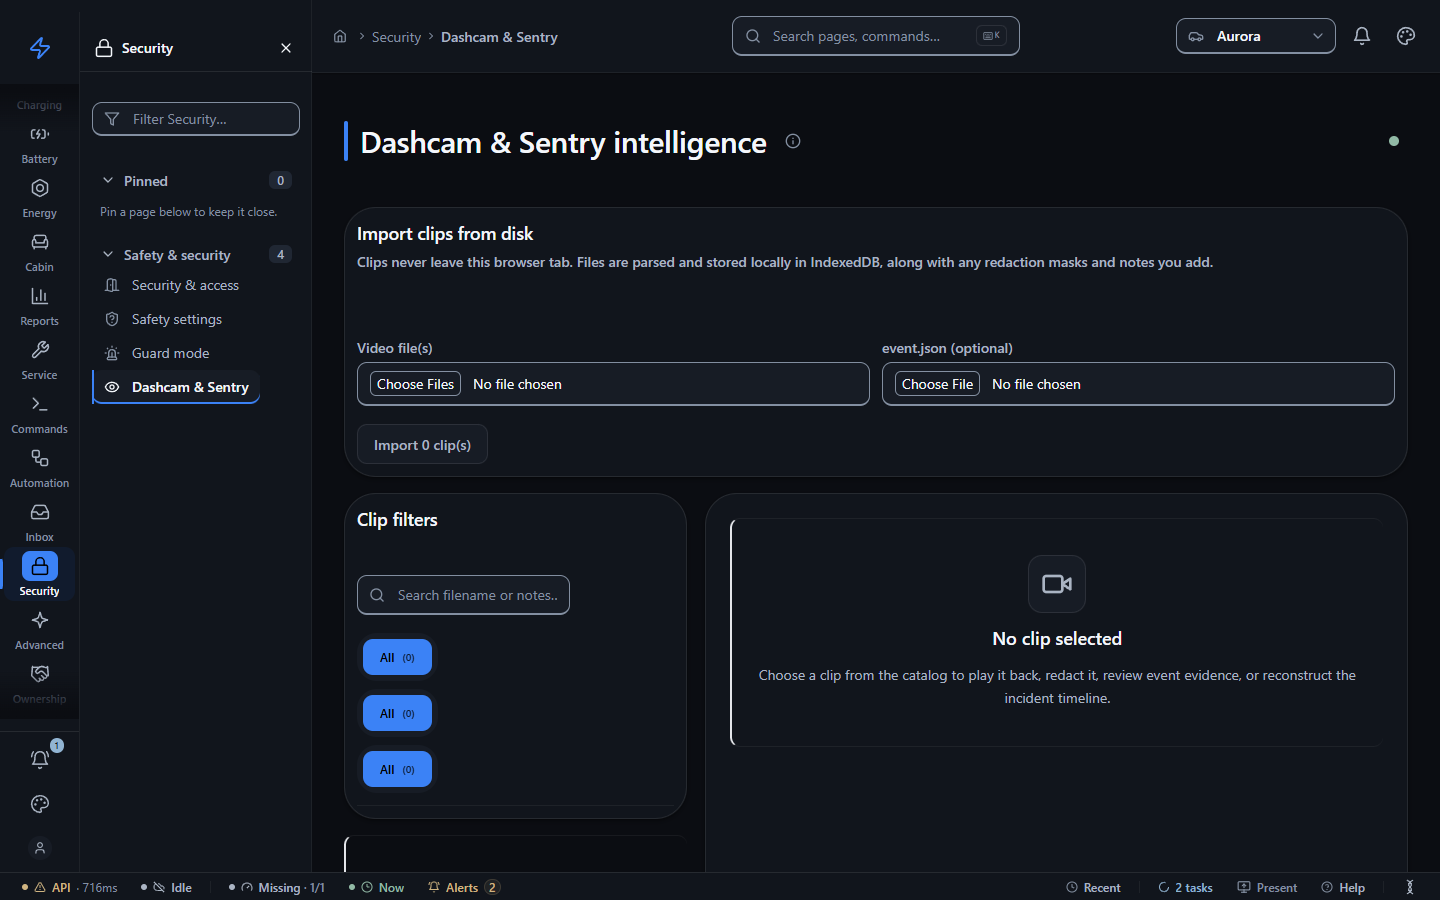 Charging
Battery
Energy
Cabin
Reports
Service
Commands
Automation
Inbox
Security
Advanced
Ownership
1
Security
Filter Security...
Pinned 0
Pin a page below to keep it close.
Safety & security 4
Security & access
Safety settings
Guard mode
Dashcam & Sentry
Security
Dashcam & Sentry
Search pages, commands...
K
Aurora
Dashcam & Sentry intelligence
Import clips from disk
Clips never leave this browser tab. Files are parsed and stored locally in IndexedDB, along with any redaction masks and notes you add.
Video file(s)
event.json (optional)
Choose Files No file chosen
Choose File No file chosen
Import 0 clip(s)
Clip filters
Search filename or notes..
All (0)
All (0)
All (0)
No clip selected
Choose a clip from the catalog to play it back, redact it, review event evidence, or reconstruct the
incident timeline.
API · 716ms
Idle
Missing · 1/1
Now
Alerts 2
Recent
2 tasks
Present
Help